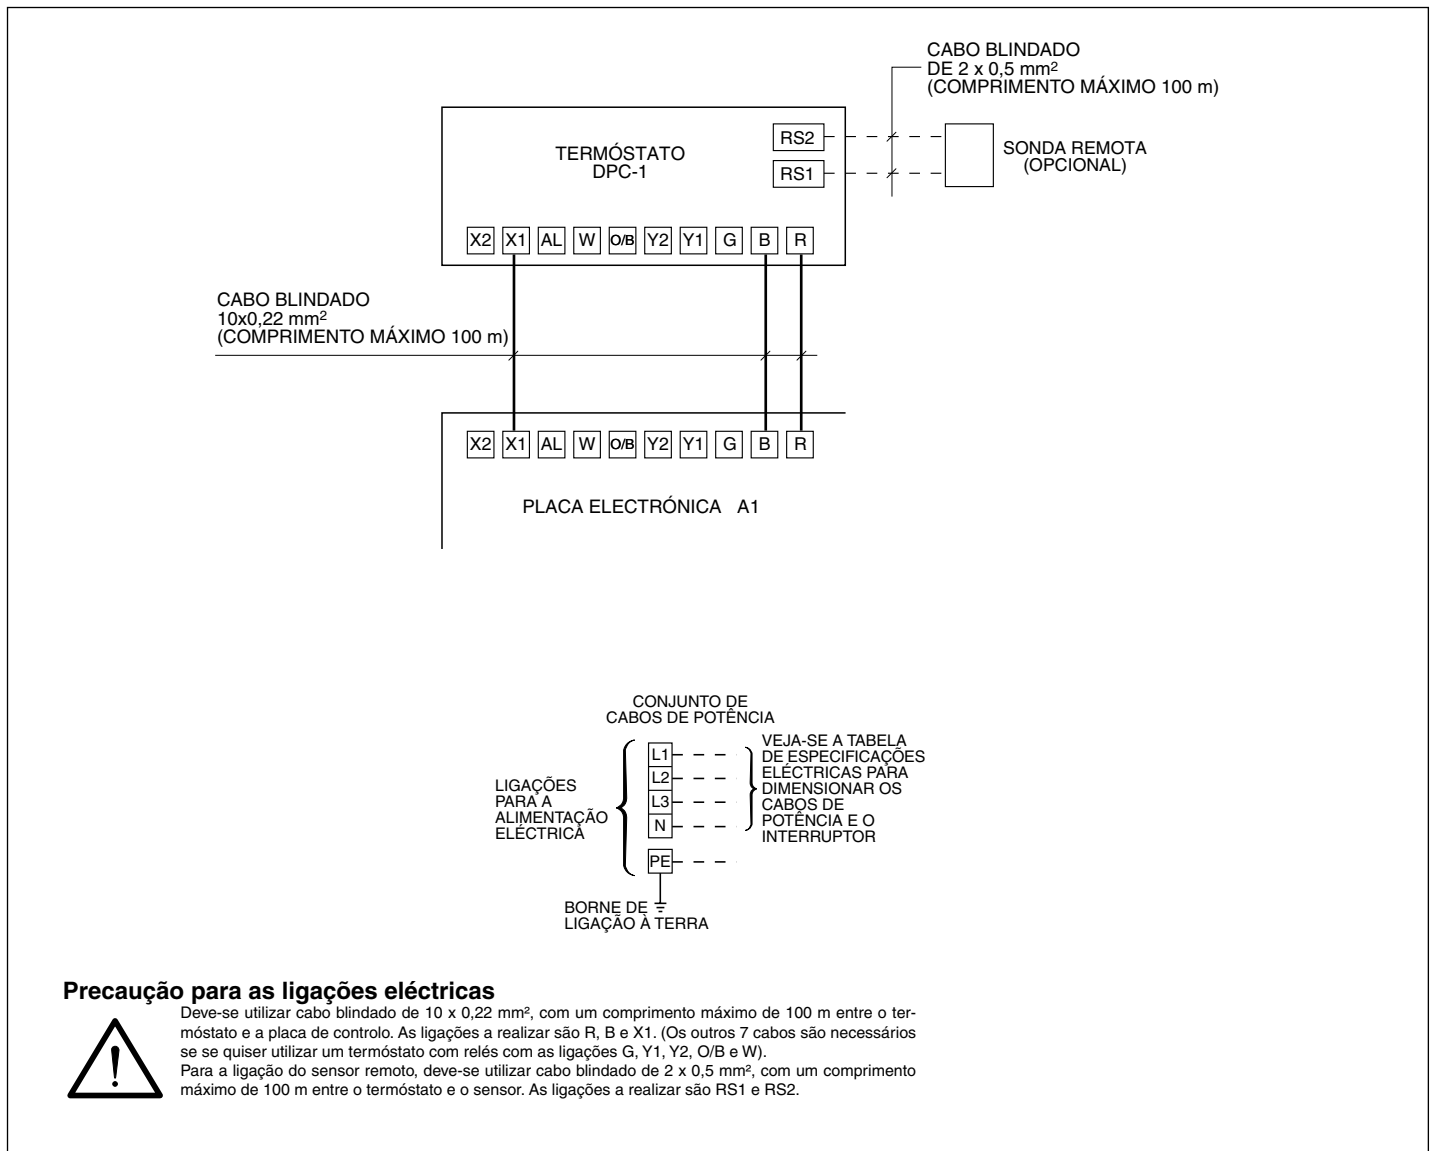 CABO BLINDADO
DE 2 x 0,5 mm²
(COMPRIMENTO MÁXIMO 100 m)
TERMÓSTATO
DPC-1
RS2
RS1
SONDA REMOTA
(OPCIONAL)
X2 X1 AL W O/B Y2 Y1 G B R
CABO BLINDADO
10x0,22 mm²
(COMPRIMENTO MÁXIMO 100 m)
X2 X1 AL W O/B Y2 Y1 G B R
PLACA ELECTRÓNICA A1
CONJUNTO DE
CABOS DE POTÊNCIA
LIGAÇÕES
PARA A
ALIMENTAÇÃO
ELÉCTRICA
L1
L2
L3
N
PE
VEJA-SE A TABELA
DE ESPECIFICAÇÕES
ELÉCTRICAS PARA
DIMENSIONAR OS
CABOS DE
POTÊNCIA E O
INTERRUPTOR
BORNE DE
LIGAÇÃO À TERRA
Precaução para as ligações eléctricas
Deve-se utilizar cabo blindado de 10 x 0,22 mm², com um comprimento máximo de 100 m entre o ter-
móstato e a placa de controlo. As ligações a realizar são R, B e X1. (Os outros 7 cabos são necessários
se se quiser utilizar um termóstato com relés com as ligações G, Y1, Y2, O/B e W).
Para a ligação do sensor remoto, deve-se utilizar cabo blindado de 2 x 0,5 mm², com um comprimento
máximo de 100 m entre o termóstato e o sensor. As ligações a realizar são RS1 e RS2.